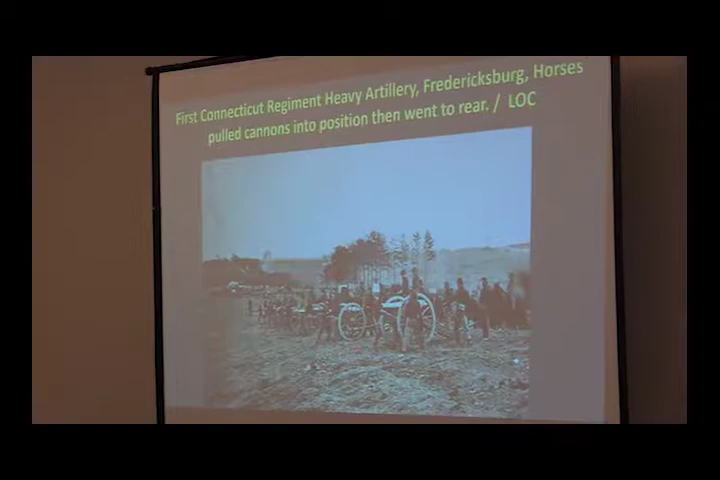 First Connecticut Regiment Heavy Artillery, Fredericksburg, Horses
pulled cannons into position then went to rear. / LOC